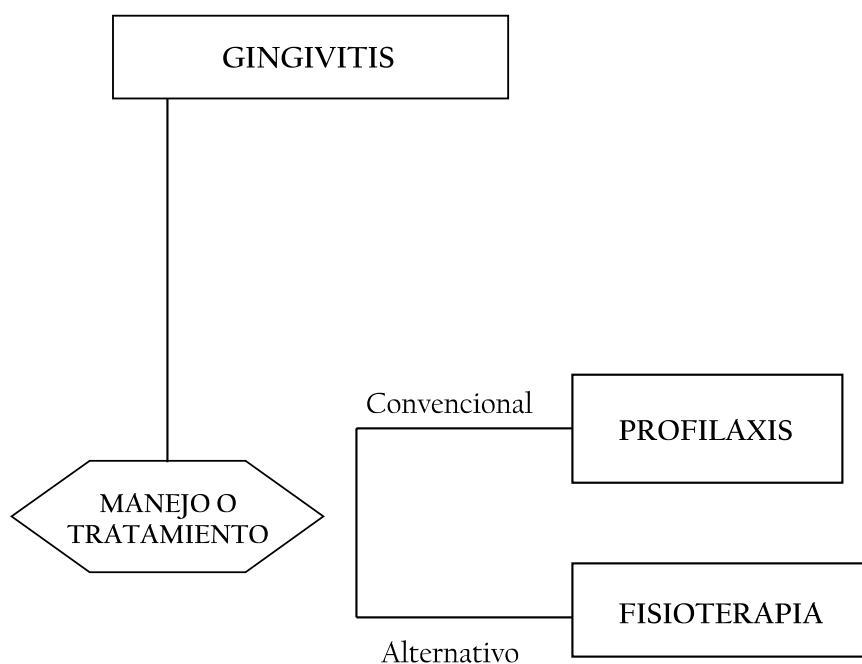 GINGIVITIS
Convencional
PROFILAXIS
MANEJO O
TRATAMIENTO
FISIOTERAPIA
Alternativo